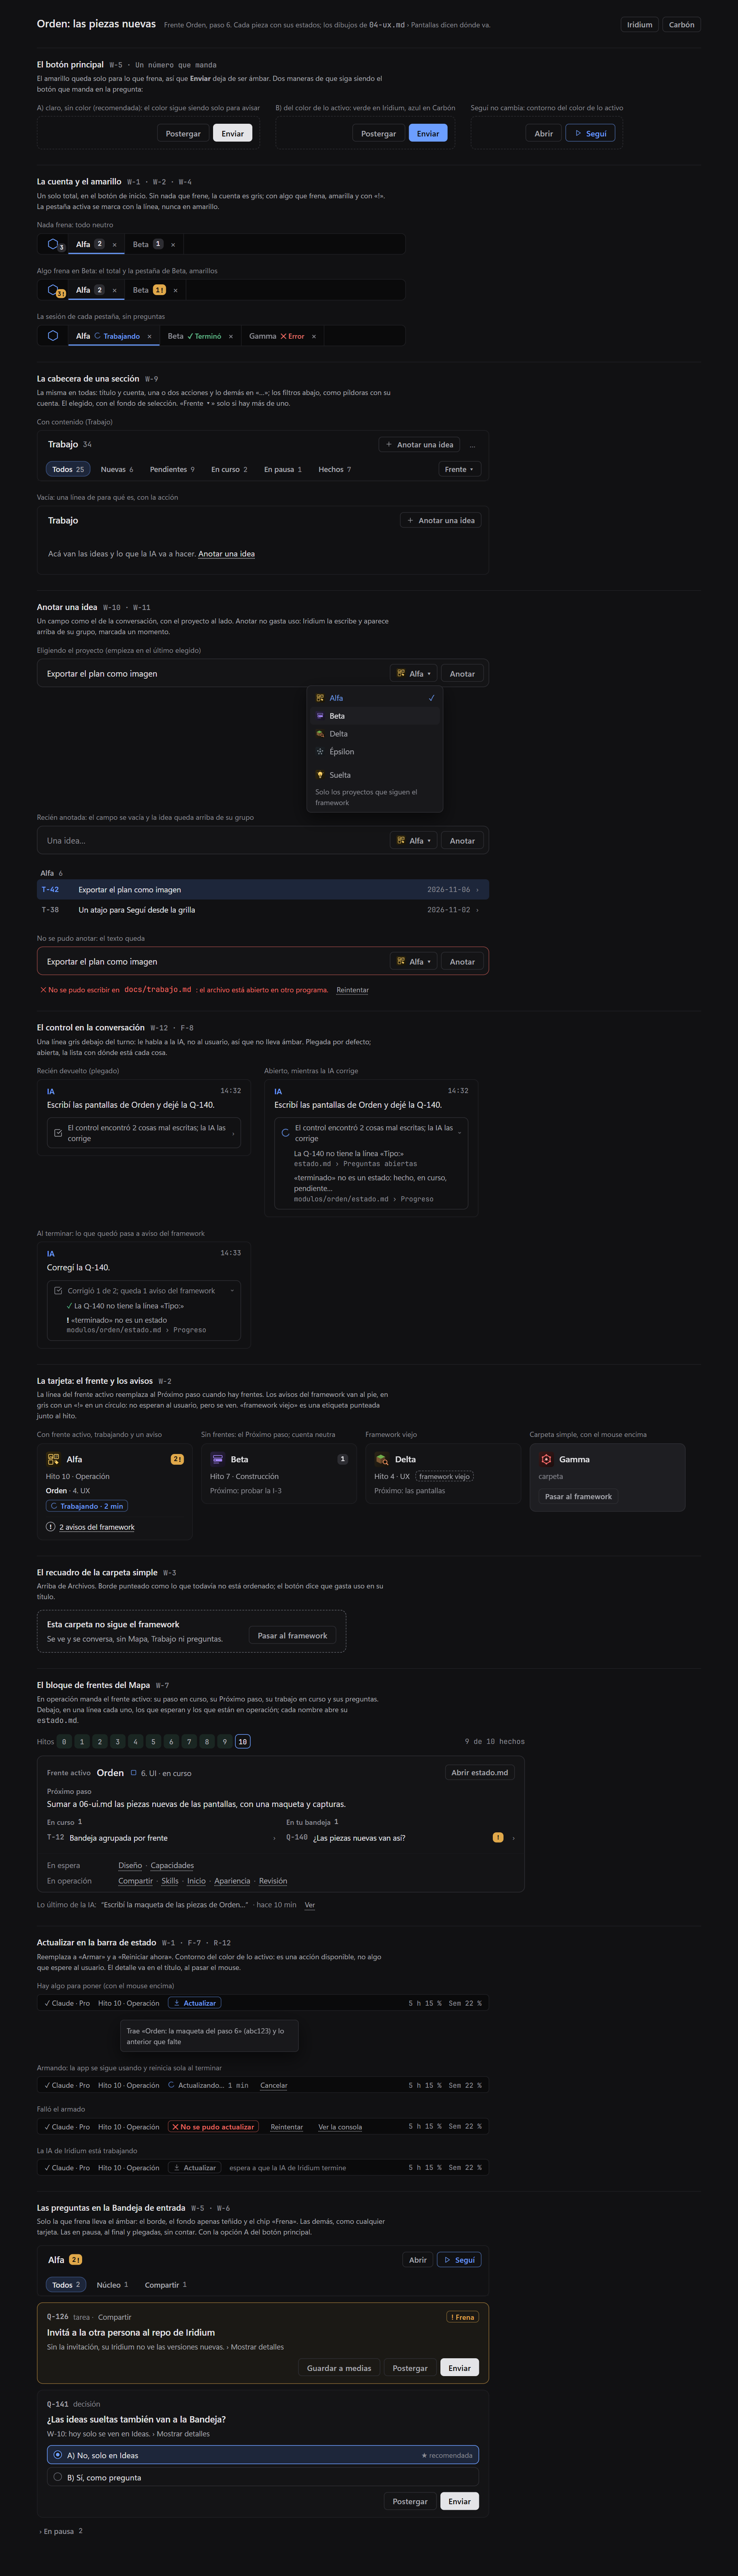 Orden: las piezas nuevas Frente Orden, paso 6. Cada pieza con sus estados; los dibujos de 04-ux.md › Pantallas dicen dónde va. Iridium Carbón
El botón principal W-5 · Un número que manda
El amarillo queda solo para lo que frena, así que Enviar deja de ser ámbar. Dos maneras de que siga siendo el
botón que manda en la pregunta:
A) claro, sin color (recomendada): el color sigue siendo solo para avisar
Postergar Enviar
B) del color de lo activo: verde en Iridium, azul en Carbón
Postergar Enviar
Seguí no cambia: contorno del color de lo activo
Abrir Seguí
La cuenta y el amarillo W-1 · W-2 · W-4
Un solo total, en el botón de inicio. Sin nada que frene, la cuenta es gris; con algo que frena, amarilla y con «!».
La pestaña activa se marca con la línea, nunca en amarillo.
Nada frena: todo neutro
3 Alfa 2 × Beta 1 ×
Algo frena en Beta: el total y la pestaña de Beta, amarillos
3! Alfa 2 × Beta 1! ×
La sesión de cada pestaña, sin preguntas
Alfa Trabajando × Beta ✓ Terminó × Gamma ✕ Error ×
La cabecera de una sección W-9
La misma en todas: título y cuenta, una o dos acciones y lo demás en «…»; los filtros abajo, como píldoras con su
cuenta. El elegido, con el fondo de selección. «Frente ▾» solo si hay más de uno.
Con contenido (Trabajo)
Trabajo 34 + Anotar una idea …
Todos 25 Nuevas 6 Pendientes 9 En curso 2 En pausa 1 Hechos 7 Frente ▾
Vacía: una línea de para qué es, con la acción
Trabajo + Anotar una idea
Acá van las ideas y lo que la IA va a hacer. Anotar una idea
Anotar una idea W-10 · W-11
Un campo como el de la conversación, con el proyecto al lado. Anotar no gasta uso: Iridium la escribe y aparece
arriba de su grupo, marcada un momento.
Eligiendo el proyecto (empieza en el último elegido)
Exportar el plan como imagen Alfa ▾ Anotar
Alfa ✓
Beta
Delta
Épsilon
Suelta
Solo los proyectos que siguen el
framework
Recién anotada: el campo se vacía y la idea queda arriba de su grupo
Una idea… Alfa ▾ Anotar
Alfa 6
T-42 Exportar el plan como imagen 2026-11-06 ›
T-38 Un atajo para Seguí desde la grilla 2026-11-02 ›
No se pudo anotar: el texto queda
Exportar el plan como imagen Alfa ▾ Anotar
✕ No se pudo escribir en docs/trabajo.md : el archivo está abierto en otro programa. Reintentar
El control en la conversación W-12 · F-8
Una línea gris debajo del turno: le habla a la IA, no al usuario, así que no lleva ámbar. Plegada por defecto;
abierta, la lista con dónde está cada cosa.
Recién devuelto (plegado)
IA 14:32
Escribí las pantallas de Orden y dejé la Q-140.
El control encontró 2 cosas mal escritas; la IA las
corrige ›
Abierto, mientras la IA corrige
IA 14:32
Escribí las pantallas de Orden y dejé la Q-140.
El control encontró 2 cosas mal escritas; la IA las
corrige
La Q-140 no tiene la línea «Tipo:»
estado.md › Preguntas abiertas
«terminado» no es un estado: hecho, en curso,
pendiente…
modulos/orden/estado.md › Progreso
Al terminar: lo que quedó pasa a aviso del framework
IA 14:33
Corregí la Q-140.
Corrigió 1 de 2; queda 1 aviso del framework
✓ La Q-140 no tiene la línea «Tipo:»
! «terminado» no es un estado
modulos/orden/estado.md › Progreso
La tarjeta: el frente y los avisos W-2
La línea del frente activo reemplaza al Próximo paso cuando hay frentes. Los avisos del framework van al pie, en
gris con un «!» en un círculo: no esperan al usuario, pero se ven. «framework viejo» es una etiqueta punteada
junto al hito.
Con frente activo, trabajando y un aviso
Alfa 2!
Hito 10 · Operación
Orden · 4. UX
Trabajando · 2 min
! 2 avisos del framework
Sin frentes: el Próximo paso; cuenta neutra
Beta 1
Hito 7 · Construcción
Próximo: probar la I-3
Framework viejo
Delta
Hito 4 · UX framework viejo
Próximo: las pantallas
Carpeta simple, con el mouse encima
Gamma
carpeta
Pasar al framework
El recuadro de la carpeta simple W-3
Arriba de Archivos. Borde punteado como lo que todavía no está ordenado; el botón dice que gasta uso en su
título.
Esta carpeta no sigue el framework
Se ve y se conversa, sin Mapa, Trabajo ni preguntas. Pasar al framework
El bloque de frentes del Mapa W-7
En operación manda el frente activo: su paso en curso, su Próximo paso, su trabajo en curso y sus preguntas.
Debajo, en una línea cada uno, los que esperan y los que están en operación; cada nombre abre su
estado.md.
Hitos 0 1 2 3 4 5 6 7 8 9 10 9 de 10 hechos
Frente activo Orden 6. UI · en curso Abrir estado.md
Próximo paso
Sumar a 06-ui.md las piezas nuevas de las pantallas, con una maqueta y capturas.
En curso 1 En tu bandeja 1
T-12 Bandeja agrupada por frente › Q-140 ¿Las piezas nuevas van así? ! ›
En espera Diseño · Capacidades
En operación Compartir · Skills · Inicio · Apariencia · Revisión
Lo último de la IA: "Escribí la maqueta de las piezas de Orden…" · hace 10 min Ver
Actualizar en la barra de estado W-1 · F-7 · R-12
Reemplaza a «Armar» y a «Reiniciar ahora». Contorno del color de lo activo: es una acción disponible, no algo
que espere al usuario. El detalle va en el título, al pasar el mouse.
Hay algo para poner (con el mouse encima)
✓ Claude · Pro Hito 10 · Operación Actualizar 5 h 15 % Sem 22 %
Trae «Orden: la maqueta del paso 6» (abc123) y lo
anterior que falte
Armando: la app se sigue usando y reinicia sola al terminar
✓ Claude · Pro Hito 10 · Operación Actualizando… 1 min Cancelar 5 h 15 % Sem 22 %
Falló el armado
✓ Claude · Pro Hito 10 · Operación ✕ No se pudo actualizar Reintentar Ver la consola 5 h 15 % Sem 22 %
La IA de Iridium está trabajando
✓ Claude · Pro Hito 10 · Operación Actualizar espera a que la IA de Iridium termine 5 h 15 % Sem 22 %
Las preguntas en la Bandeja de entrada W-5 · W-6
Solo la que frena lleva el ámbar: el borde, el fondo apenas teñido y el chip «Frena». Las demás, como cualquier
tarjeta. Las en pausa, al final y plegadas, sin contar. Con la opción A del botón principal.
Alfa 2! Abrir Seguí
Todos 2 Núcleo 1 Compartir 1
Q-126 tarea · Compartir ! Frena
Invitá a la otra persona al repo de Iridium
Sin la invitación, su Iridium no ve las versiones nuevas. › Mostrar detalles
Guardar a medias Postergar Enviar
Q-141 decisión
¿Las ideas sueltas también van a la Bandeja?
W-10: hoy solo se ven en Ideas. › Mostrar detalles
A) No, solo en Ideas ★ recomendada
B) Sí, como pregunta
Postergar Enviar
› En pausa 2